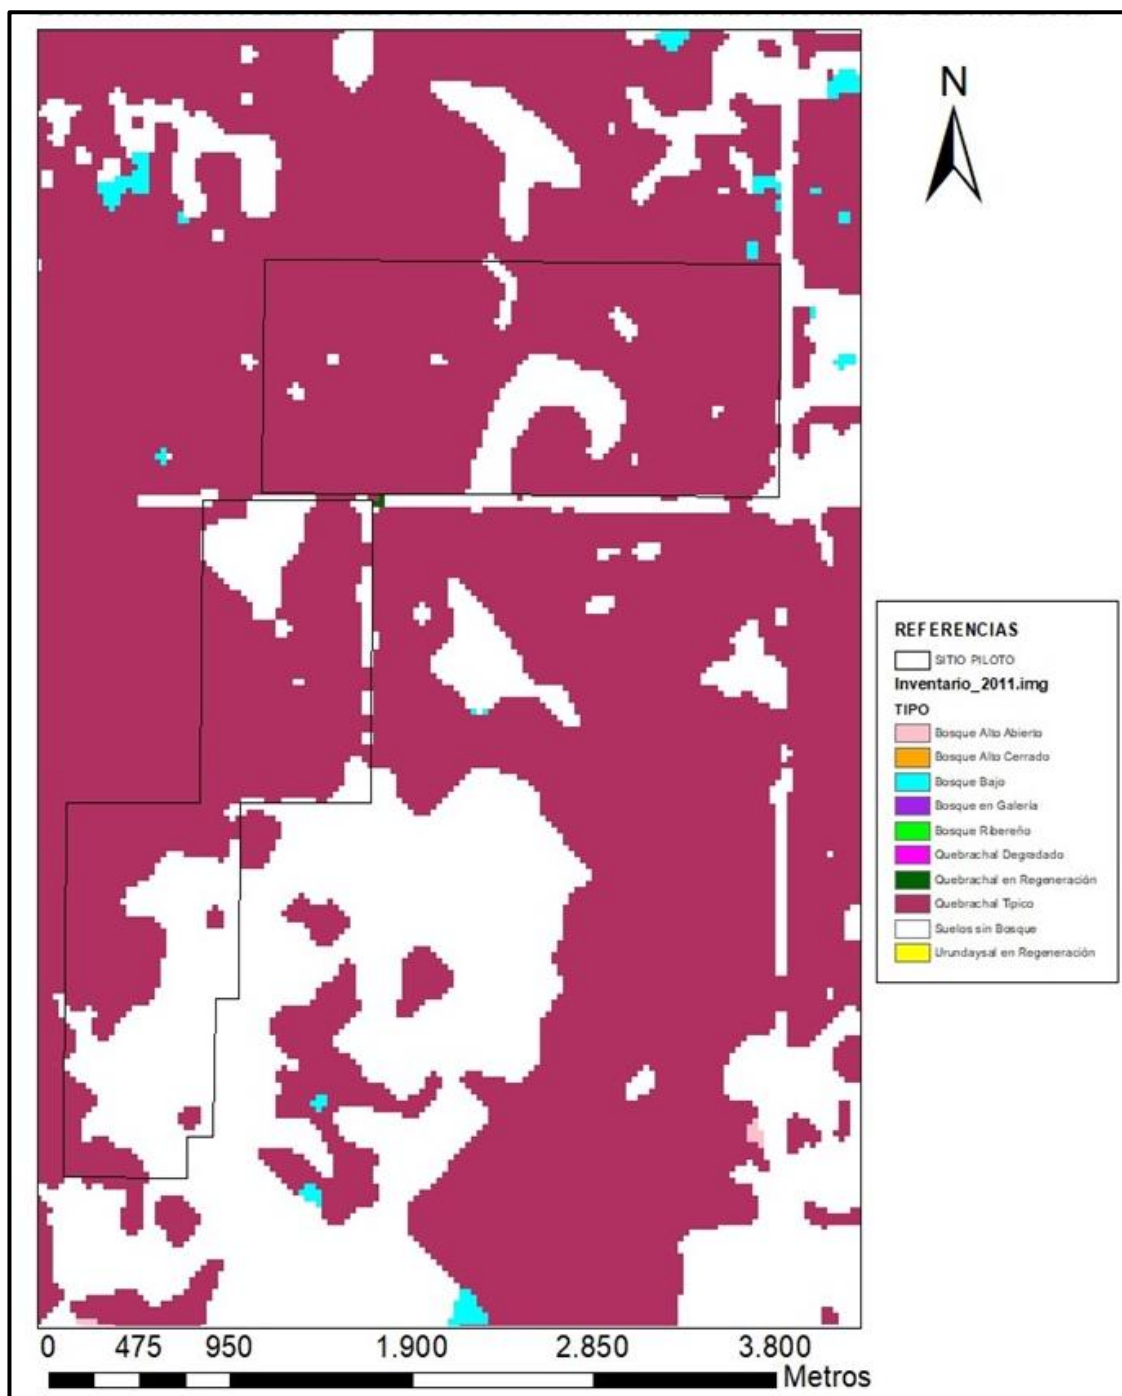 N
REFERENCIAS
SITIO PILOTO
Inventario_2011.img
TIPO
Bosque Alto Abierto
Bosque Alto Cerrado
Bosque Bajo
Bosque en Galería
Bosque Ribereño
Quebrachal Degradado
Quebrachal en Regeneración
Quebrachal Tipico
Suelos sin Bosque
Urundaysal en Regeneración
0 475 950 1.900 2.850 3.800
Metros